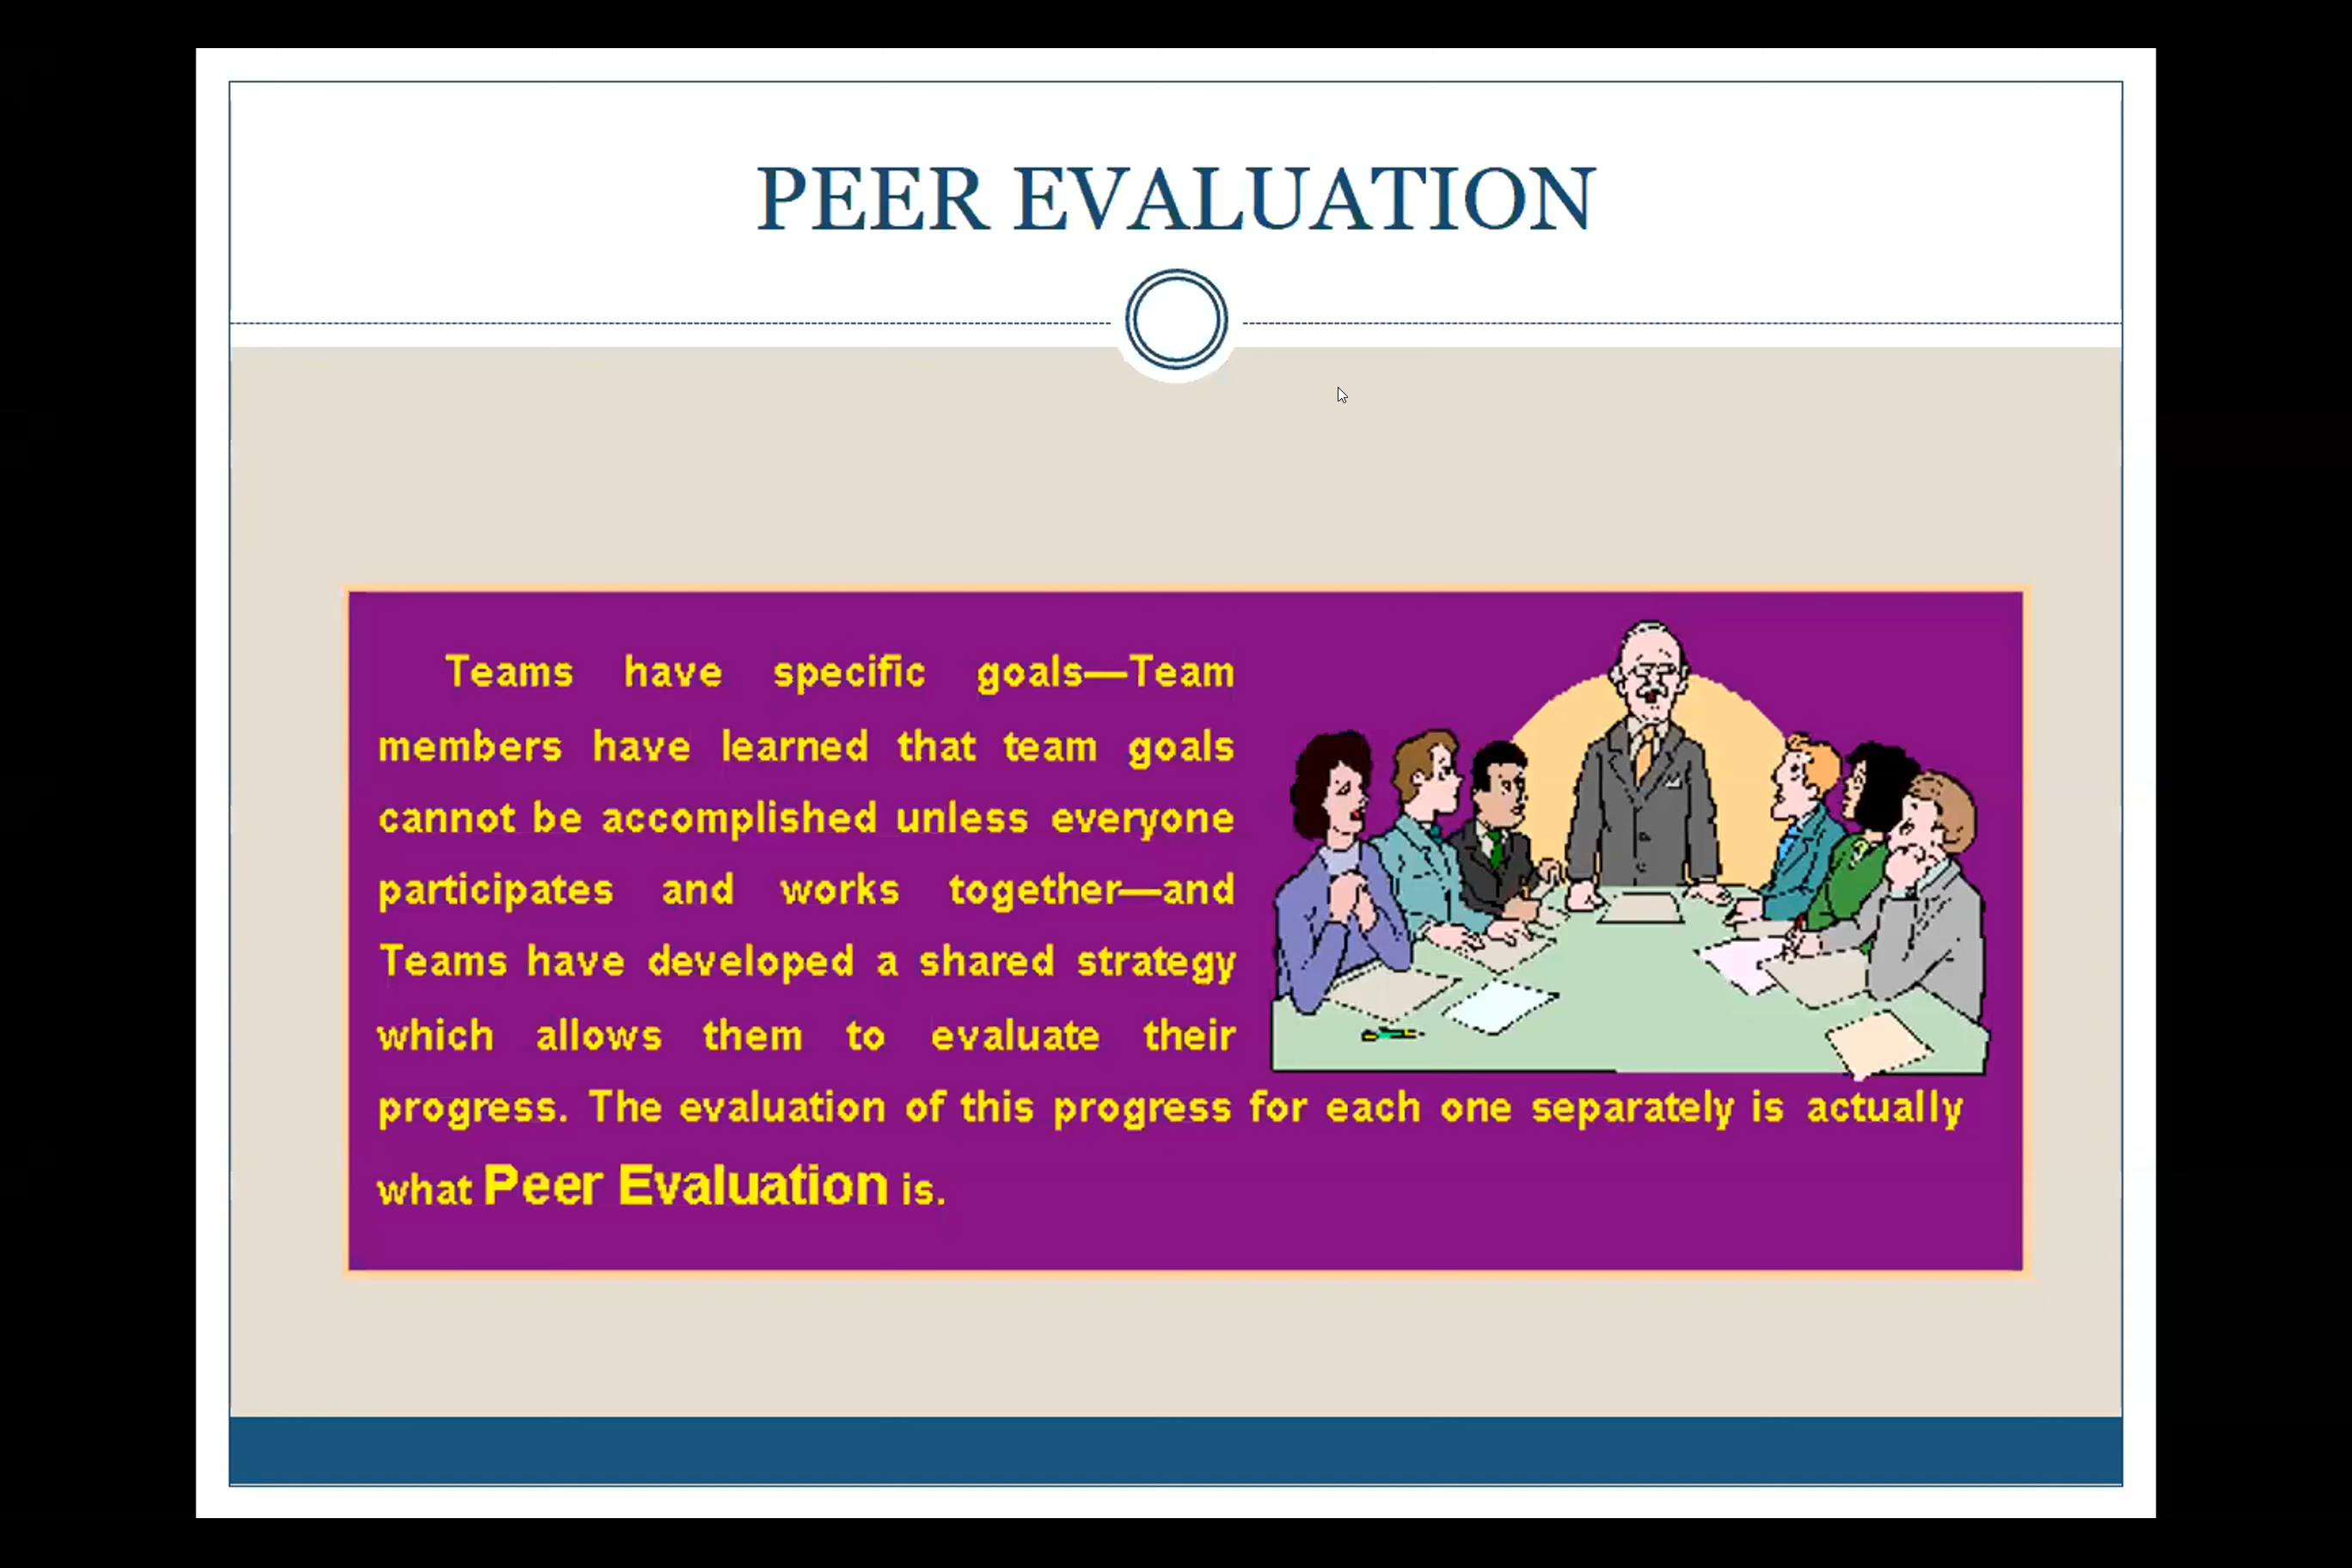 PEER EVALUATION
Teams have specific goals—Team
members have learned that team goals
cannot be accomplished unless everyone
participates and works together—and
Teams have developed a shared strategy
which allows them to evaluate their
progress. The evaluation of this progress for each one separately is actually
what Peer Evaluation is.